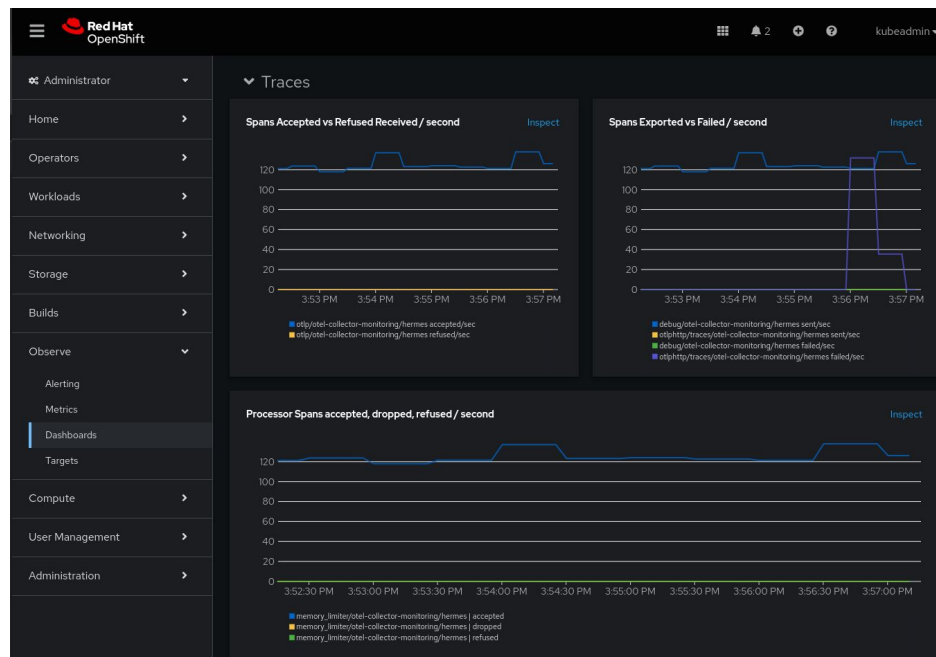 Red Hat
OpenShift
2
kubeadmin
Administrator
Home
Operators
Workloads
Networking
Storage
Builds
Observe
Alerting
Metrics
Dashboards
Targets
Compute
User Management
Administration
Traces
Spans Accepted vs Refused Received / second
Inspect
120
100
80
60
40
20
0
3:53 PM 3:54 PM 3:55 PM 3:56 PM 3:57 PM
otlp/otel-collector-monitoring/hermes accepted/sec
otlp/otel-collector-monitoring/hermes refused/sec
Spans Exported vs Failed / second
Inspect
120
100
80
60
40
20
0
3:53 PM 3:54 PM 3:55 PM 3:56 PM 3:57 PM
debug/otel-collector-monitoring/hermes sent/sec
otlphttp/traces/otel-collector-monitoring/hermes sent/sec
debug/otel-collector-monitoring/hermes failed/sec
otlphttp/traces/otel-collector-monitoring/hermes failed/sec
Processor Spans accepted, dropped, refused / second
Inspect
120
100
80
60
40
20
0
3:52:30 PM 3:53:00 PM 3:53:30 PM 3:54:00 PM 3:54:30 PM 3:55:00 PM 3:55:30 PM 3:56:00 PM 3:56:30 PM 3:57:00 PM
memory_limiter/otel-collector-monitoring/hermes | accepted
memory_limiter/otel-collector-monitoring/hermes | dropped
memory_limiter/otel-collector-monitoring/hermes | refused